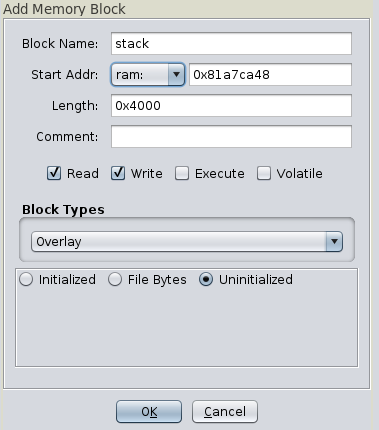 Add Memory Block
Block Name: stack
Start Addr: ram: 0x81a7ca48
Length: 0x4000
Comment:
Read Write Execute Volatile
Block Types
Overlay
Initialized File Bytes Uninitialized
OK Cancel